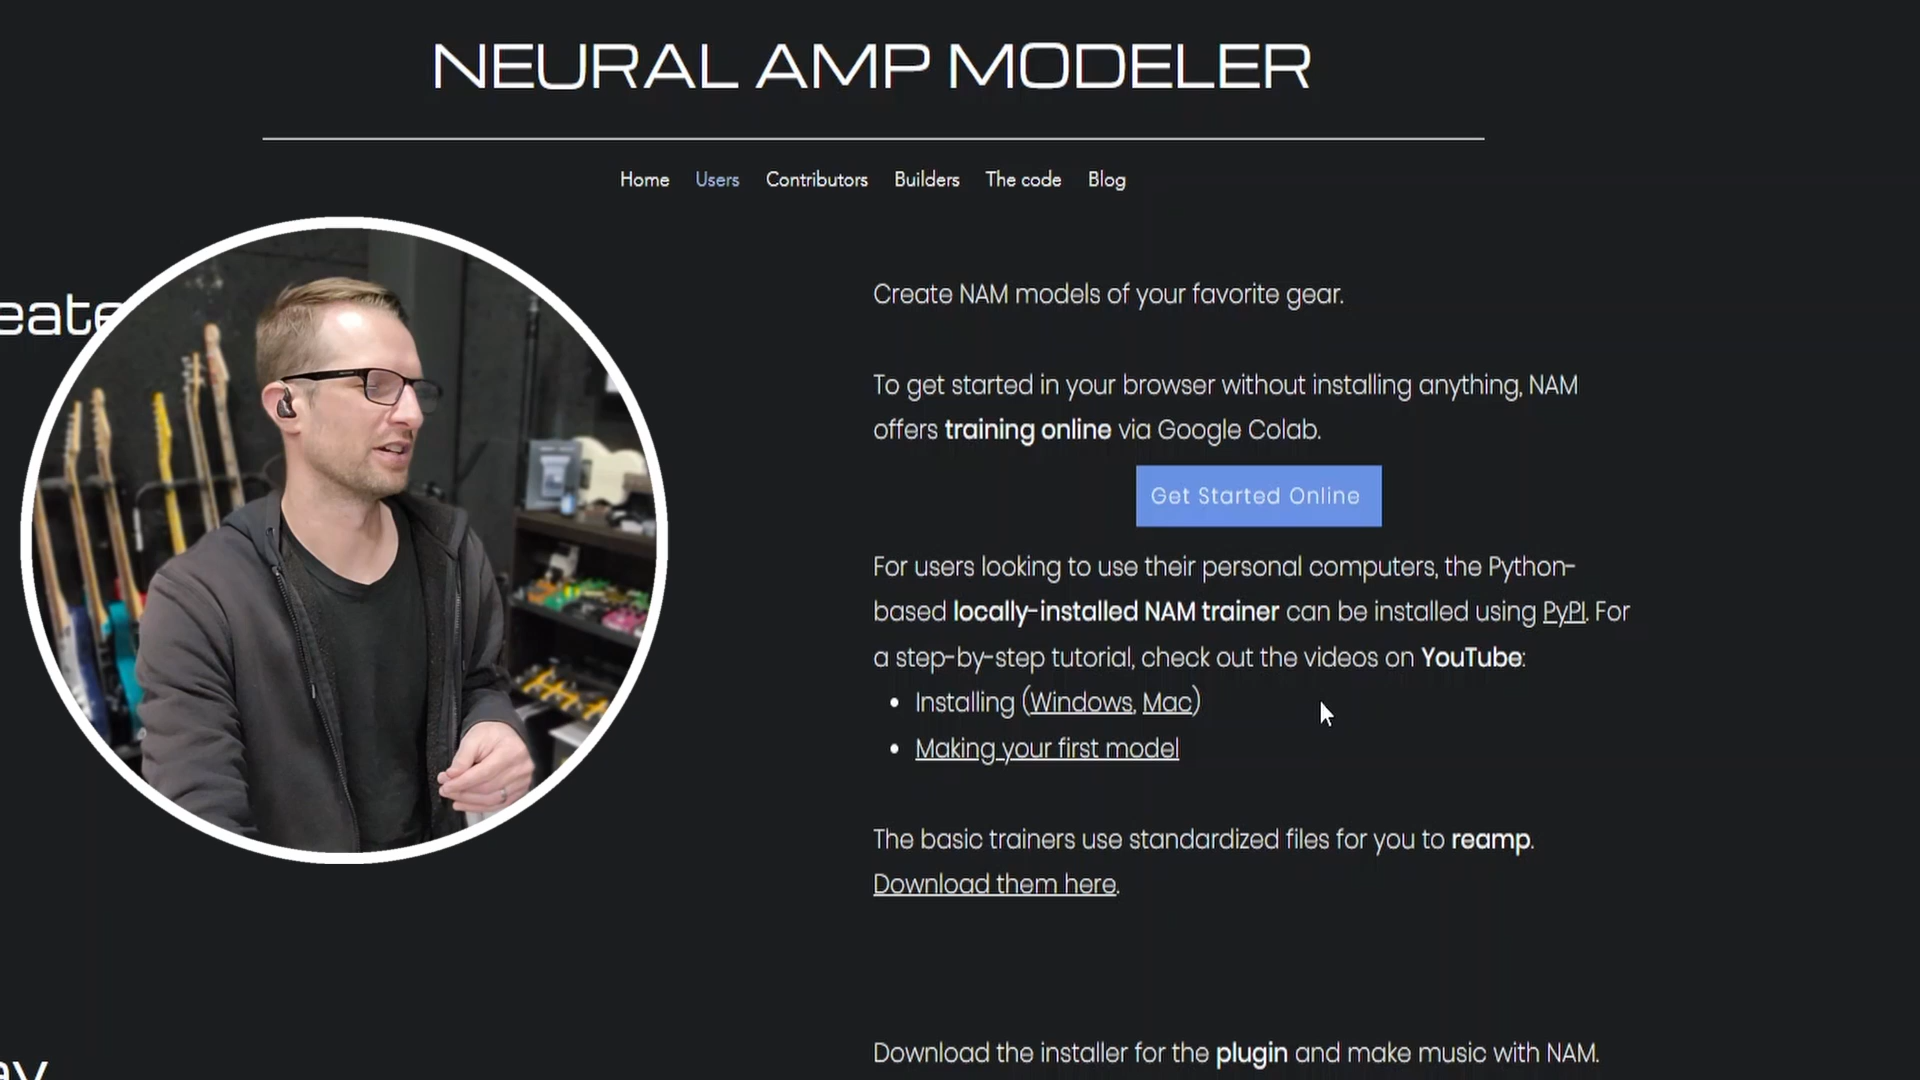 NEURAL AMP MODELER
Home Users Contributors Builders The code Blog
eate
Create NAM models of your favorite gear.
To get started in your browser without installing anything, NAM
offers training online via Google Colab.
Get Started Online
For users looking to use their personal computers, the Python-
based locally-installed NAM trainer can be installed using PyPI. For
a step-by-step tutorial, check out the videos on YouTube:
• Installing (Windows, Mac)
• Making your first model
The basic trainers use standardized files for you to reamp.
Download them here.
ay
Download the installer for the plugin and make music with NAM.